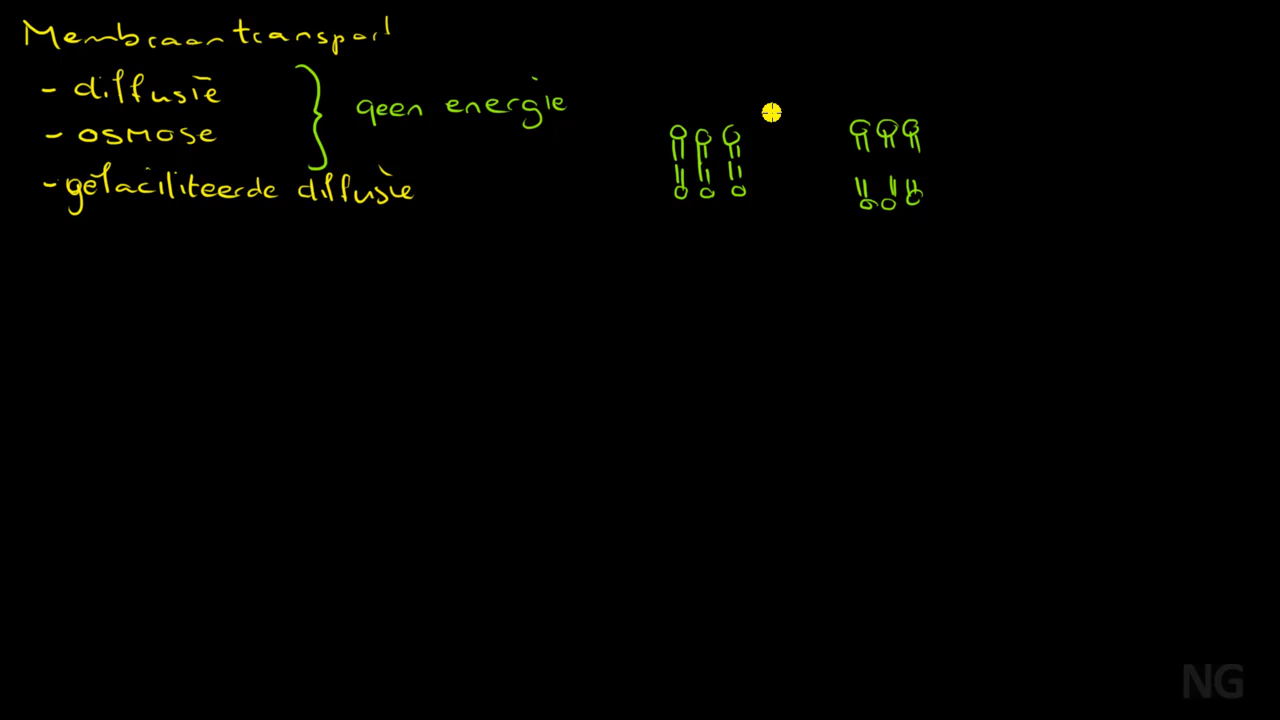 Membraantransport
- diffusie
geen energie
- osmose
- gefaciliteerde diffusie
NG